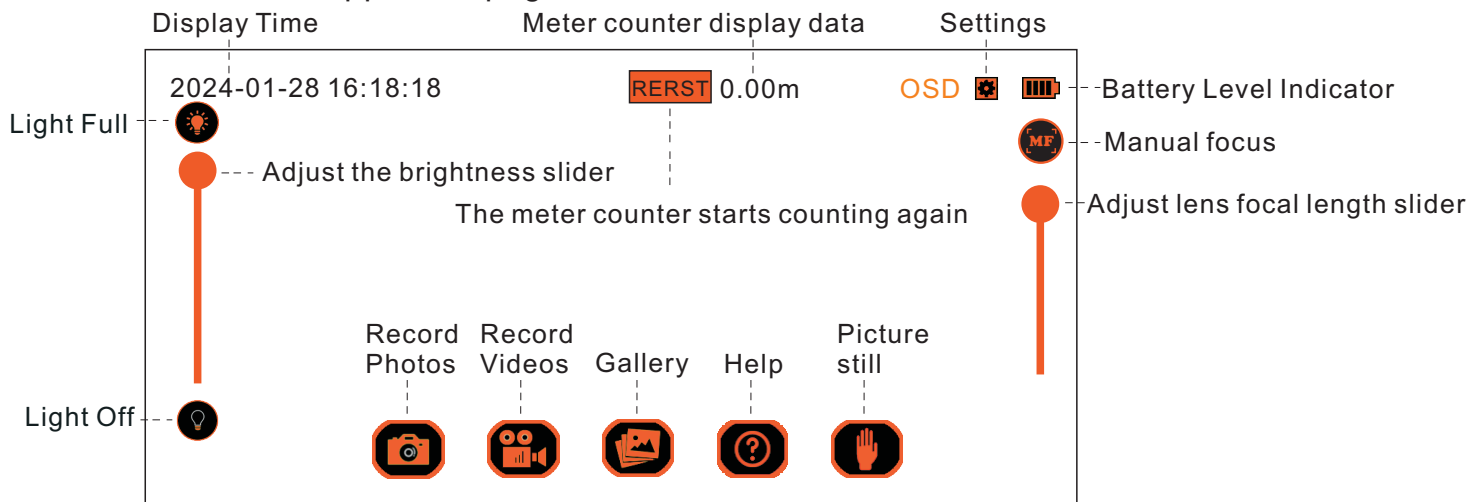 Display Time
Meter counter display data
Settings
2024-01-28 16:18:18
RERST 0.00m
OSD
Battery Level Indicator
Light Full
MF
Manual focus
Adjust the brightness slider
Adjust lens focal length slider
The meter counter starts counting again
Record
Photos
Record
Videos
Gallery
Help
Picture
still
Light Off